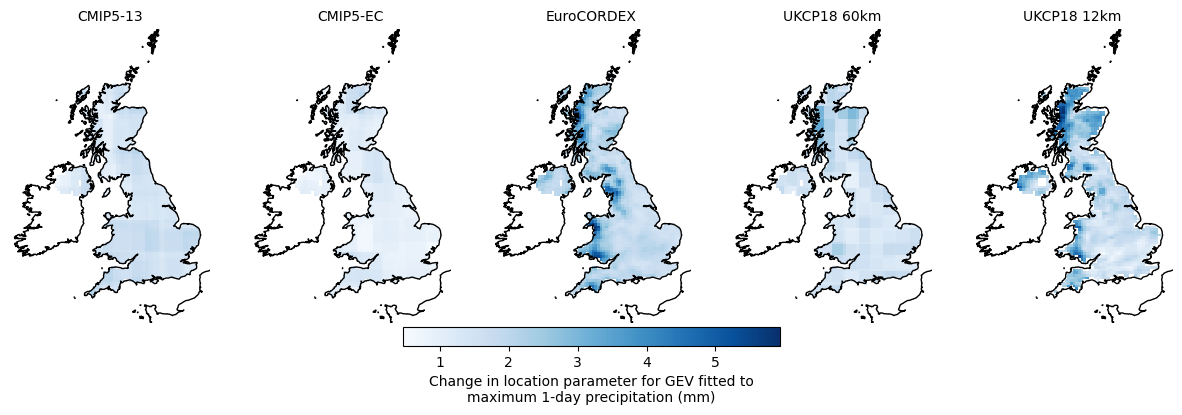 CMIP5-13
CMIP5-EC
EuroCORDEX
UKCP18 60km
UKCP18 12km
1 2 3 4 5
Change in location parameter for GEV fitted to
maximum 1-day precipitation (mm)